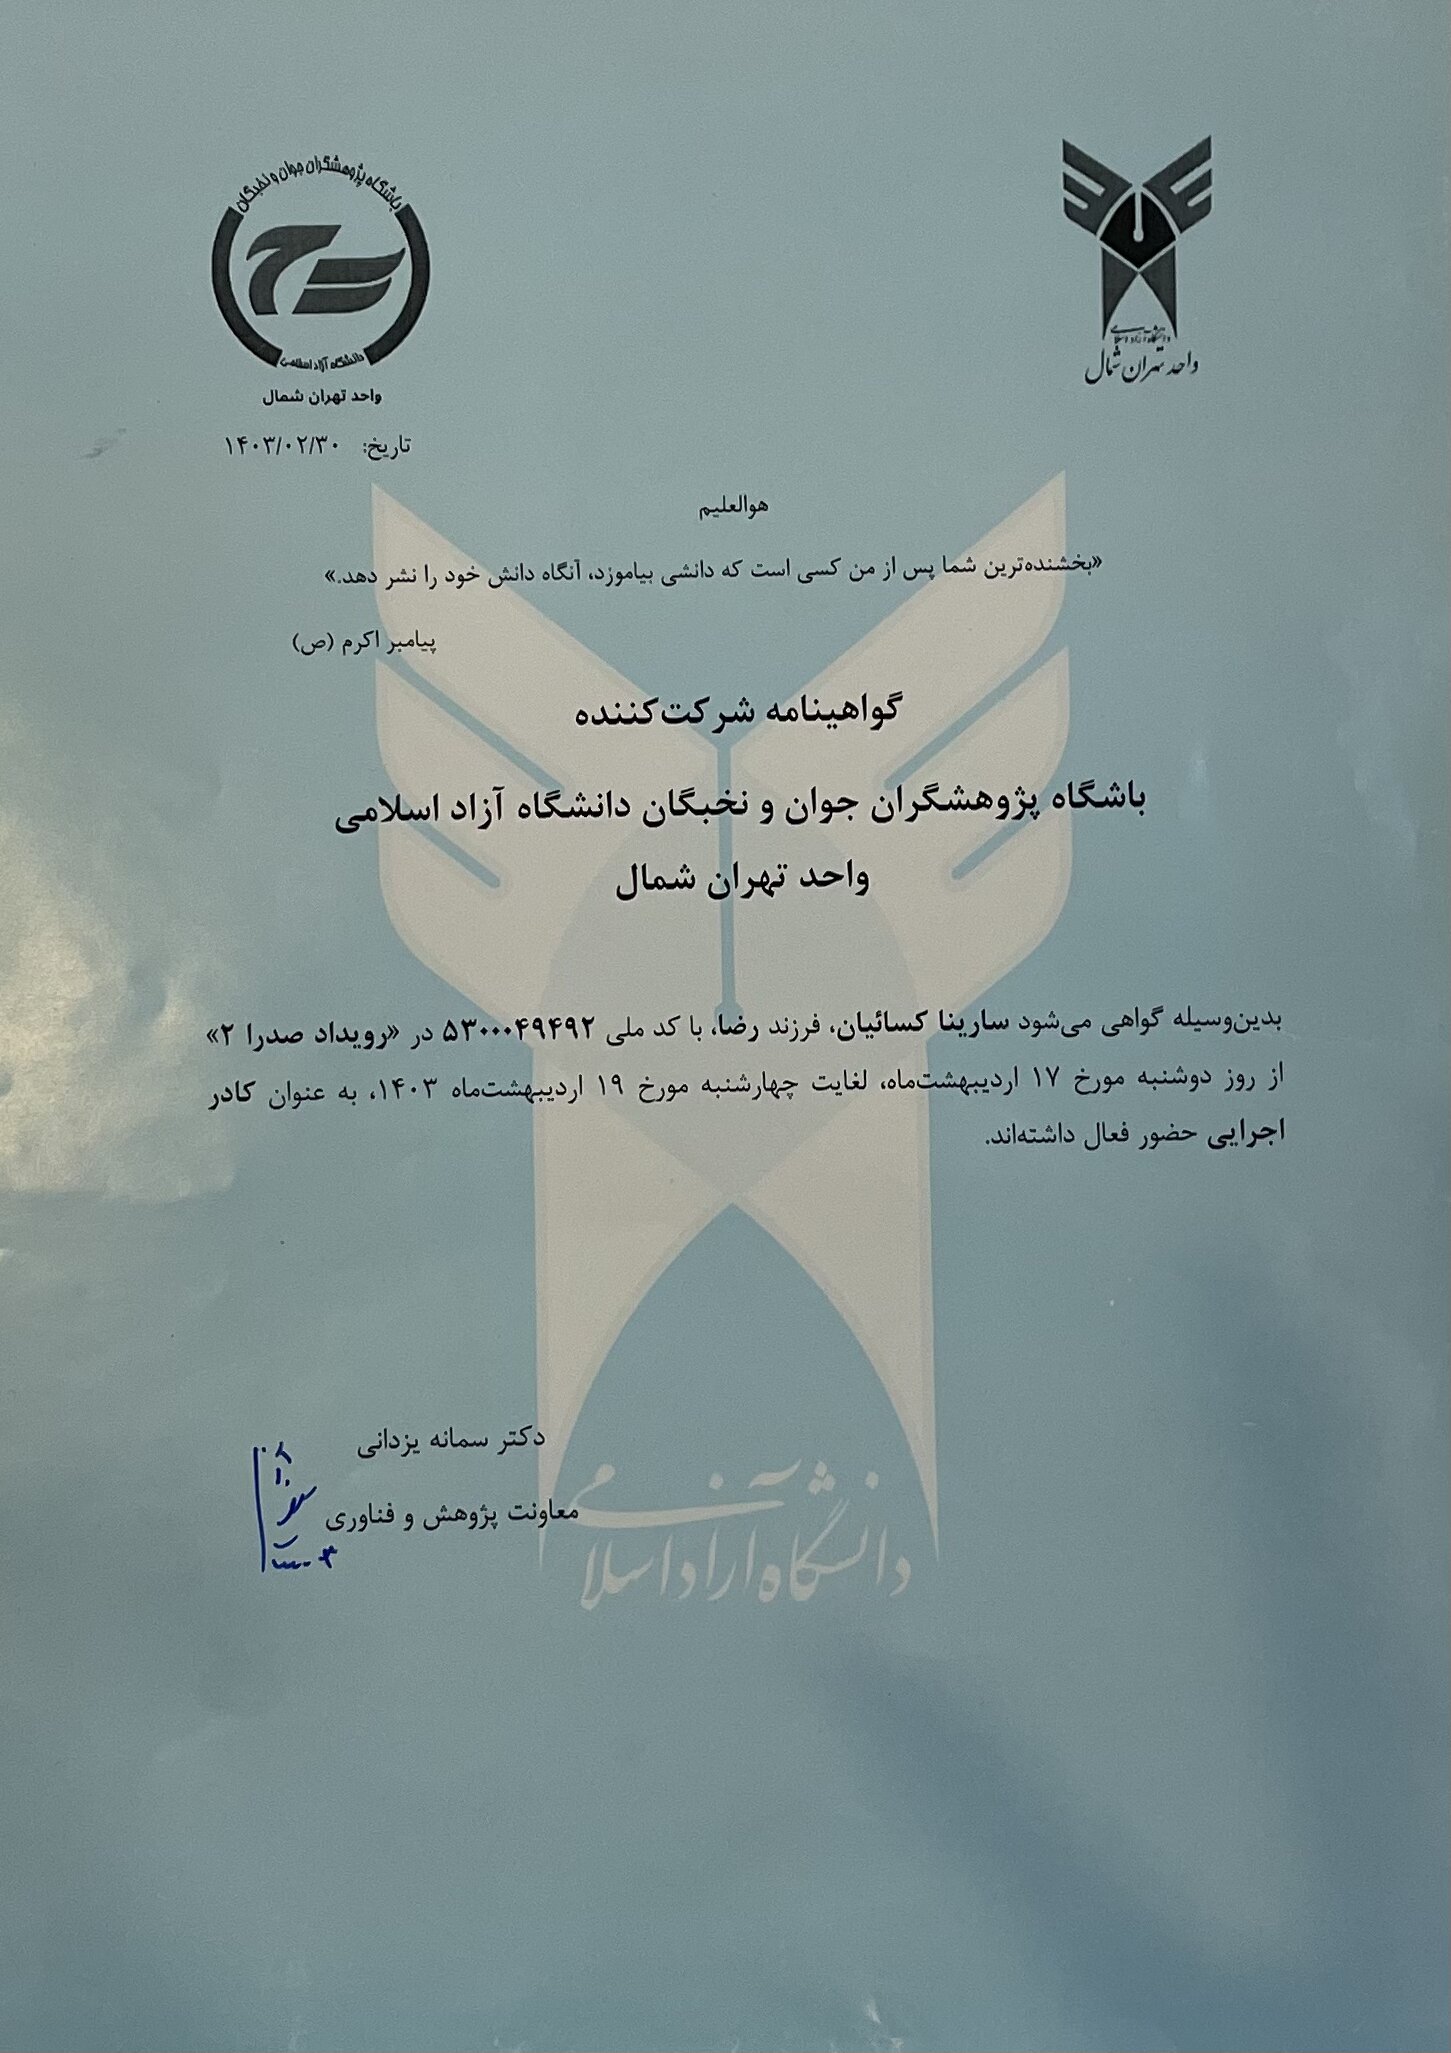 باشگاه پژوهشگران جوان و نخبگان
دانشگاه آزاد اسلامی
واحد تهران شمال
دانشگاه آزاد اسلامی
واحد تهران شمال
تاریخ: ۱۴۰۳/۰۲/۳۰
هوالعلیم
«بخشنده‌ترین شما پس از من کسی است که دانشی بیاموزد، آنگاه دانش خود را نشر دهد.»
پیامبر اکرم (ص)
گواهینامه شرکت‌کننده
باشگاه پژوهشگران جوان و نخبگان دانشگاه آزاد اسلامی
واحد تهران شمال
بدین‌وسیله گواهی می‌شود سارینا کسائیان، فرزند رضا، با کد ملی ۵۳۰۰۰۴۹۴۹۲ در «رویداد صدرا ۲»
از روز دوشنبه مورخ ۱۷ اردیبهشت‌ماه، لغایت چهارشنبه مورخ ۱۹ اردیبهشت‌ماه ۱۴۰۳، به عنوان کادر
اجرایی حضور فعال داشته‌اند.
دکتر سمانه یزدانی
معاونت پژوهش و فناوری
دانشگاه آزاد اسلامی